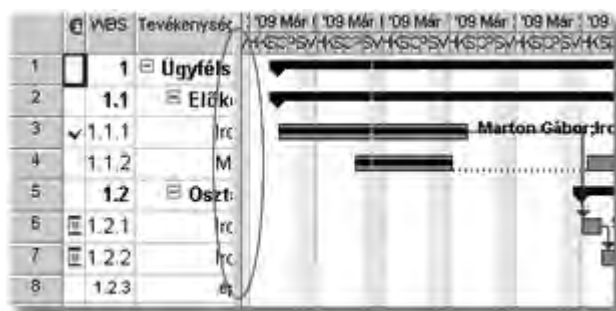 WBS Tevékenység '09 Már '09 Már '09 Már '09 Már '09 Már '09
1 1 Ügyféls
2 1.1 Elők
3 1.1.1 Iro Marton Gábor;Iro
4 1.1.2 M
5 1.2 Oszt
6 1.2.1 Iro
7 1.2.2 Iro
8 1.2.3